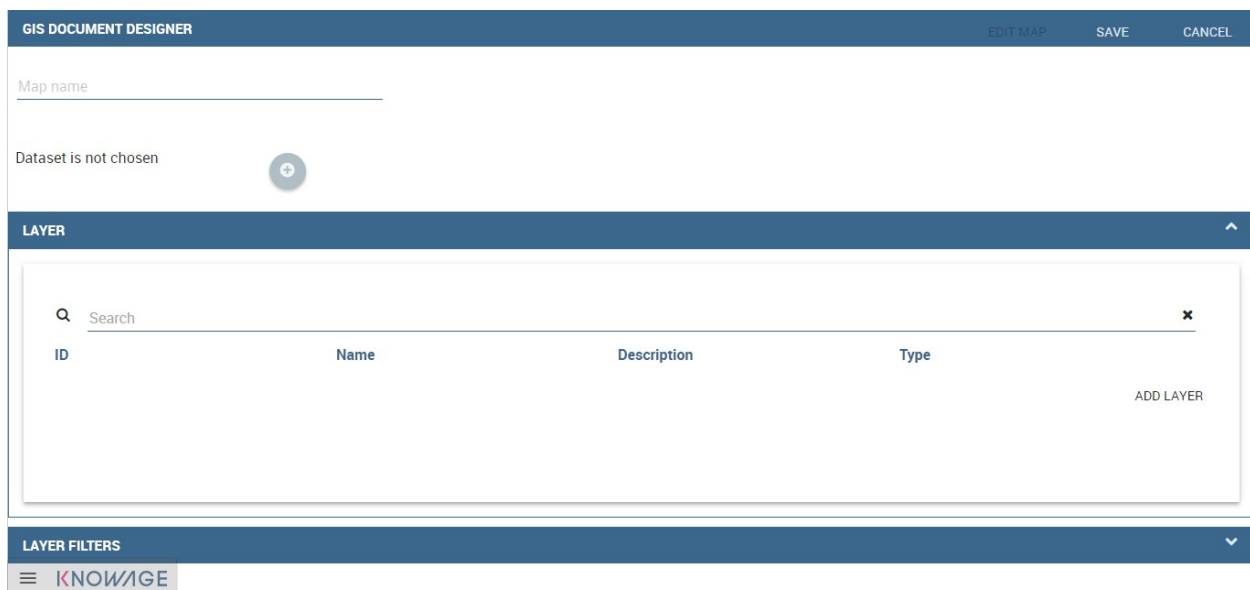 GIS DOCUMENT DESIGNER EDIT MAP SAVE CANCEL
Map name
Dataset is not chosen
LAYER
Search
ID Name Description Type
ADD LAYER
LAYER FILTERS
KNOWAGE